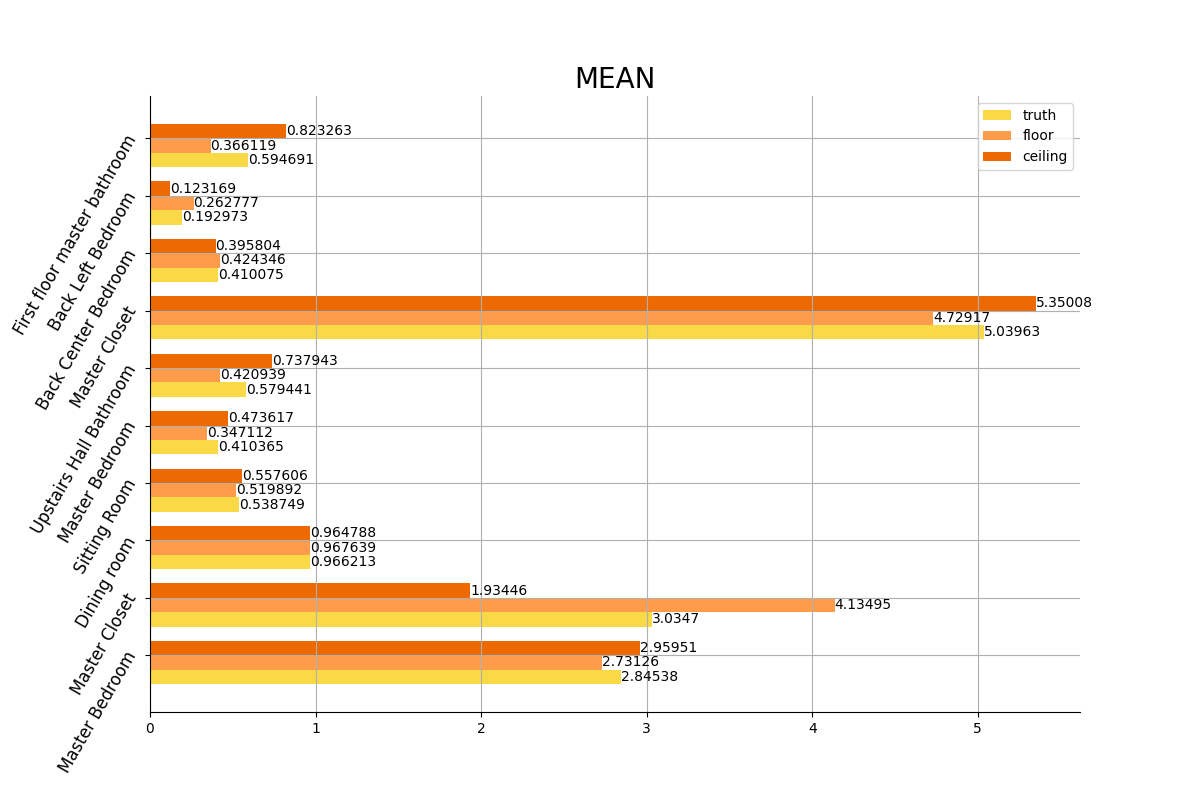 MEAN
truth
floor
ceiling
First floor master bathroom
0.823263
0.366119
0.594691
Back Left Bedroom
0.123169
0.262777
0.192973
Back Center Bedroom
0.395804
0.424346
0.410075
Master Closet
5.35008
4.72917
5.03963
Upstairs Hall Bathroom
0.737943
0.420939
0.579441
Master Bedroom
0.473617
0.347112
0.410365
Sitting Room
0.557606
0.519892
0.538749
Dining room
0.964788
0.967639
0.966213
Master Closet
1.93446
4.13495
3.0347
Master Bedroom
2.95951
2.73126
2.84538
0 1 2 3 4 5